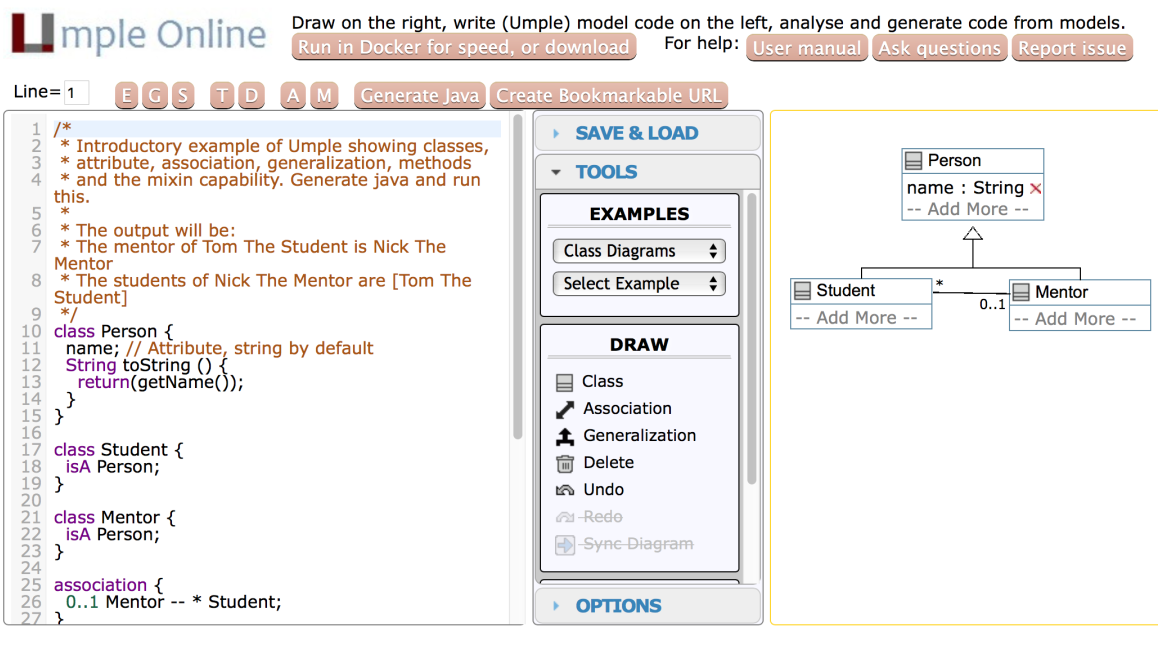 Umple Online
Draw on the right, write (Umple) model code on the left, analyse and generate code from models.
Run in Docker for speed, or download
For help: User manual Ask questions Report issue
Line= 1 E G S T D A M Generate Java Create Bookmarkable URL
1 /*
2 * Introductory example of Umple showing classes,
3 * attribute, association, generalization, methods
4 * and the mixin capability. Generate java and run
this.
5 *
6 * The output will be:
7 * The mentor of Tom The Student is Nick The
Mentor
8 * The students of Nick The Mentor are [Tom The
Student]
9 */
10 class Person {
11 name; // Attribute, string by default
12 String toString () {
13 return(getName());
14 }
15 }
16
17 class Student {
18 isA Person;
19 }
20
21 class Mentor {
22 isA Person;
23 }
24
25 association {
26 0..1 Mentor -- * Student;
27 }
SAVE & LOAD
TOOLS
EXAMPLES
Class Diagrams
Select Example
DRAW
Class
Association
Generalization
Delete
Undo
Redo
Sync Diagram
OPTIONS
Person
name : String
-- Add More --
Student
-- Add More --
*
0..1
Mentor
-- Add More --